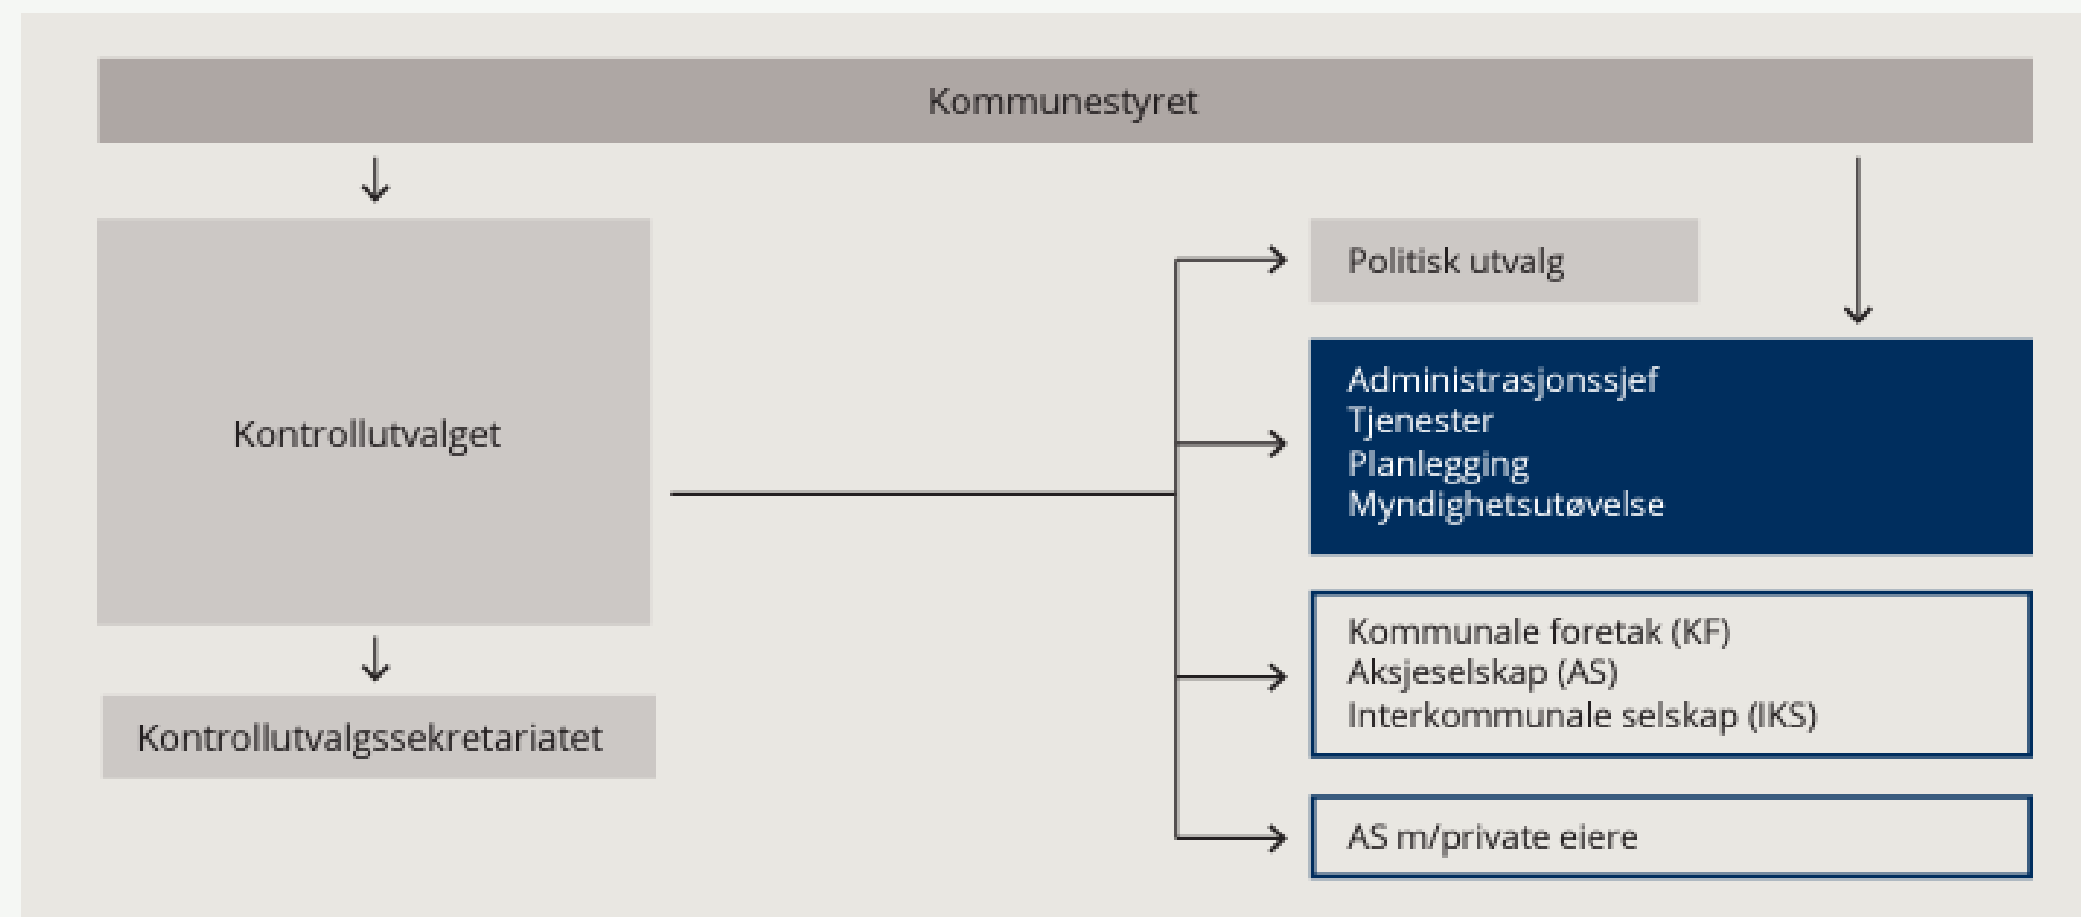 Kommunestyret
Kontrollutvalget
Kontrollutvalgssekretariatet
Politisk utvalg
Administrasjonssjef
Tjenester
Planlegging
Myndighetsutøvelse
Kommunale foretak (KF)
Aksjeselskap (AS)
Interkommunale selskap (IKS)
AS m/private eiere